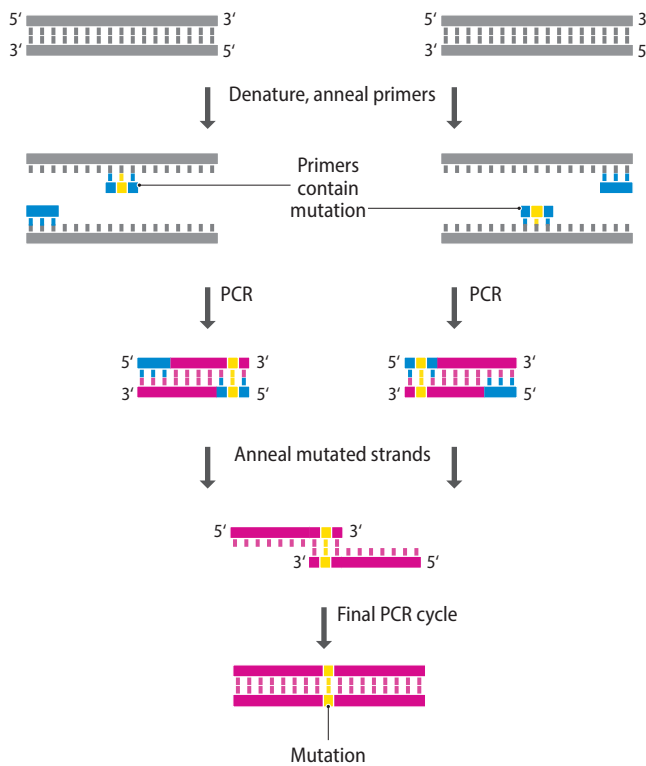 5‘ 3‘ 5‘ 3
3‘ 5‘ 3‘ 5
Denature, anneal primers
Primers
contain
mutation
PCR PCR
5‘ 3‘ 5‘ 3‘
3‘ 5‘ 3‘ 5‘
Anneal mutated strands
5‘ 3‘
3‘ 5‘
Final PCR cycle
Mutation